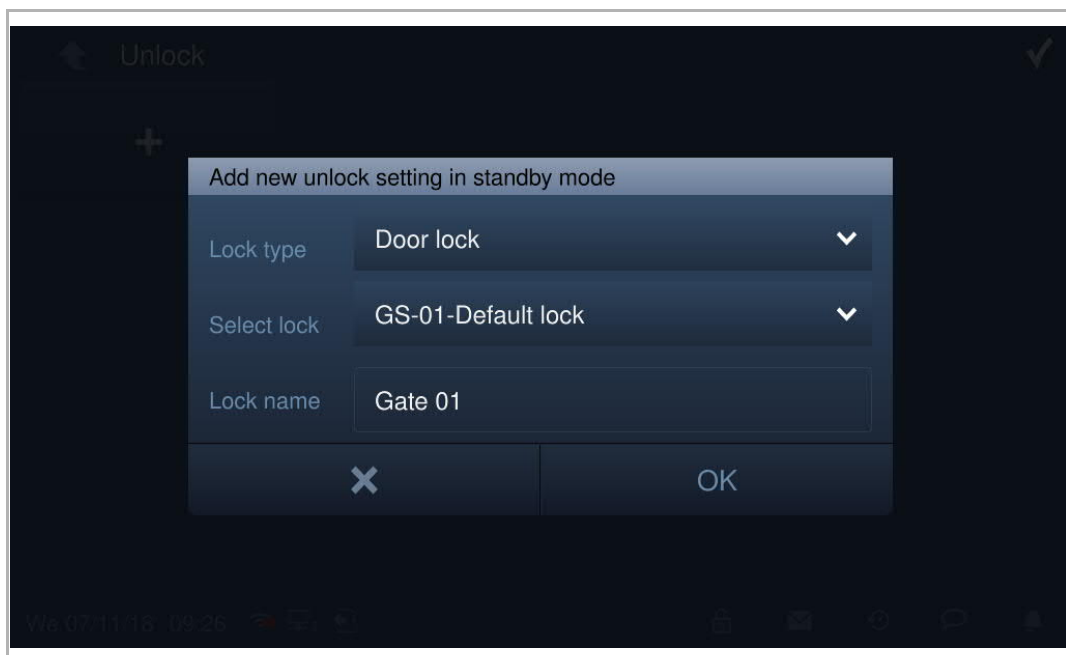 Unlock
Add new unlock setting in standby mode
Lock type Door lock
Select lock GS-01-Default lock
Lock name Gate 01
OK
We 07/11/18 09:26